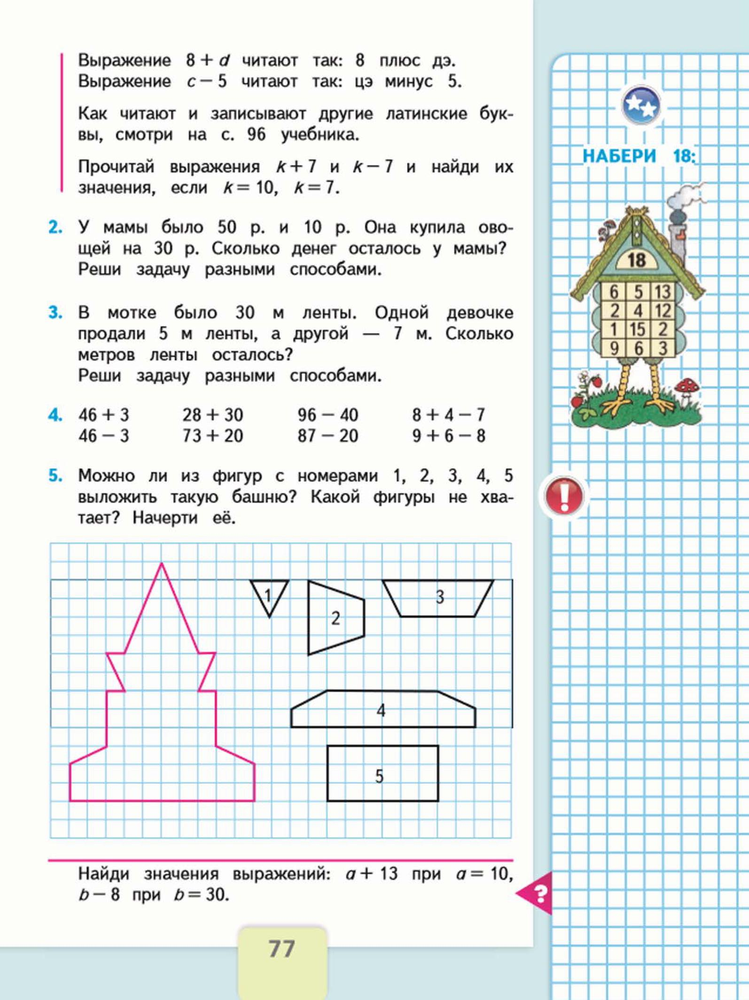 Выражение 8 + d читают так: 8 плюс дэ.
Выражение c − 5 читают так: цэ минус 5.
Как читают и записывают другие латинские бук-
вы, смотри на с. 96 учебника.
Прочитай выражения k + 7 и k − 7 и найди их
значения, если k = 10, k = 7.
2. У мамы было 50 р. и 10 р. Она купила ово-
щей на 30 р. Сколько денег осталось у мамы?
Реши задачу разными способами.
3. В мотке было 30 м ленты. Одной девочке
продали 5 м ленты, а другой — 7 м. Сколько
метров ленты осталось?
Реши задачу разными способами.
4. 46 + 3 28 + 30 96 − 40 8 + 4 − 7
46 − 3 73 + 20 87 − 20 9 + 6 − 8
5. Можно ли из фигур с номерами 1, 2, 3, 4, 5
выложить такую башню? Какой фигуры не хва-
тает? Начерти её.
1
2
3
4
5
Найди значения выражений: a + 13 при a = 10,
b − 8 при b = 30.
77
НАБЕРИ 18:
18
6 5 13
2 4 12
1 15 2
9 6 3
!
?